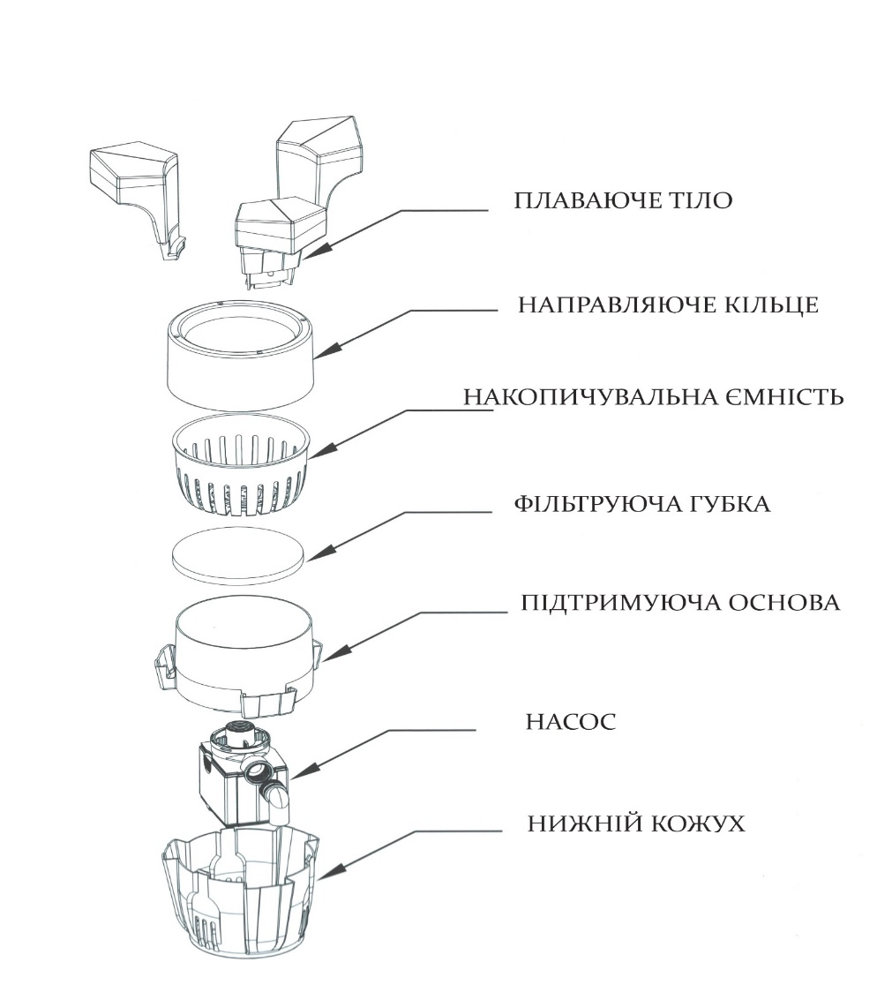 ПЛАВАЮЧЕ ТІЛО
НАПРАВЛЯЮЧЕ КІЛЬЦЕ
НАКОПИЧУВАЛЬНА ЄМНІСТЬ
ФІЛЬТРУЮЧА ГУБКА
ПІДТРИМУЮЧА ОСНОВА
НАСОС
НИЖНІЙ КОЖУХ